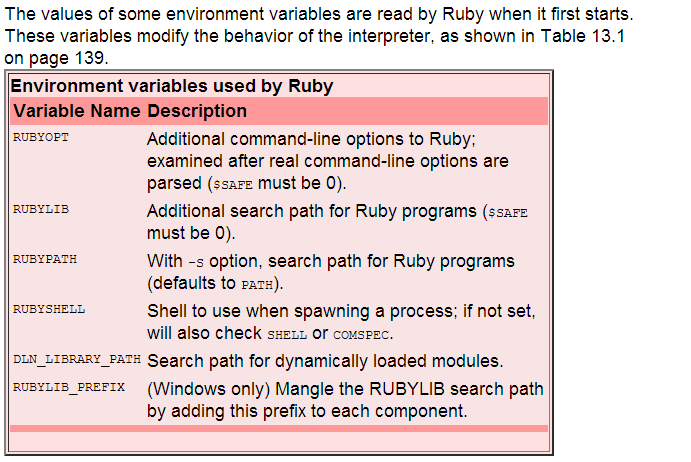 The values of some environment variables are read by Ruby when it first starts.
These variables modify the behavior of the interpreter, as shown in Table 13.1
on page 139.
Environment variables used by Ruby
Variable Name Description
RUBYOPT Additional command-line options to Ruby;
examined after real command-line options are
parsed ($SAFE must be 0).
RUBYLIB Additional search path for Ruby programs ($SAFE
must be 0).
RUBYPATH With -S option, search path for Ruby programs
(defaults to PATH).
RUBYSHELL Shell to use when spawning a process; if not set,
will also check SHELL or COMSPEC.
DLN_LIBRARY_PATH Search path for dynamically loaded modules.
RUBYLIB_PREFIX (Windows only) Mangle the RUBYLIB search path
by adding this prefix to each component.